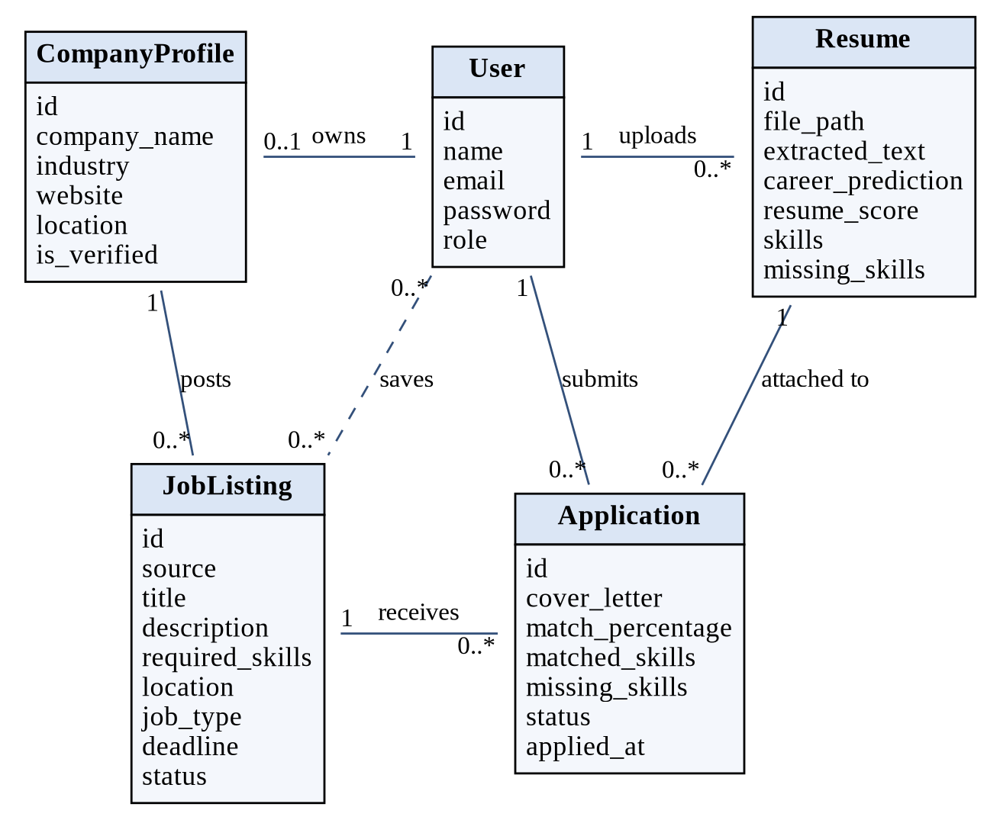 CompanyProfile
id
company_name
industry
website
location
is_verified
0..1 owns 1
User
id
name
email
password
role
1 uploads
0..*
Resume
id
file_path
extracted_text
career_prediction
resume_score
skills
missing_skills
1
posts
0..*
0..*
saves
0..*
1
submits
0..*
1
attached to
0..*
JobListing
id
source
title
description
required_skills
location
job_type
deadline
status
1 receives
0..*
Application
id
cover_letter
match_percentage
matched_skills
missing_skills
status
applied_at